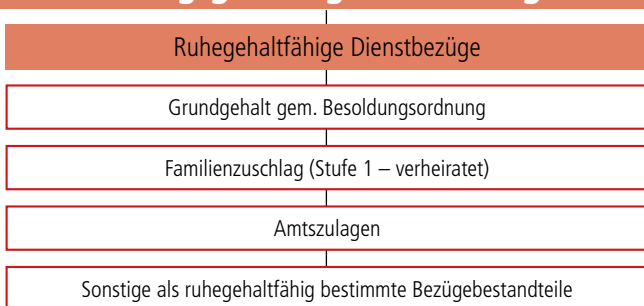 Ruhegehaltfähige Dienstbezüge
Grundgehalt gem. Besoldungsordnung
Familienzuschlag (Stufe 1 – verheiratet)
Amtszulagen
Sonstige als ruhegehaltfähig bestimmte Bezügebestandteile